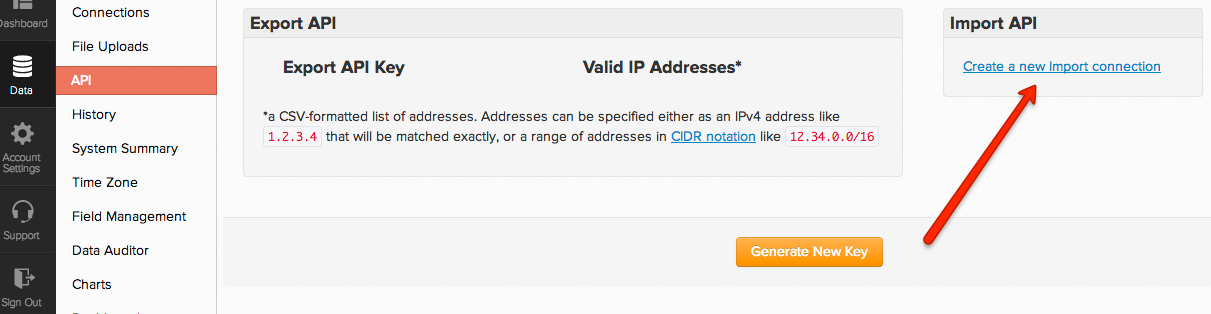 Dashboard
Data
Account
Settings
Support
Sign Out
Connections
File Uploads
API
History
System Summary
Time Zone
Field Management
Data Auditor
Charts
Export API
Export API Key
Valid IP Addresses*
*a CSV-formatted list of addresses. Addresses can be specified either as an IPv4 address like
1.2.3.4 that will be matched exactly, or a range of addresses in CIDR notation like 12.34.0.0/16
Import API
Create a new Import connection
Generate New Key